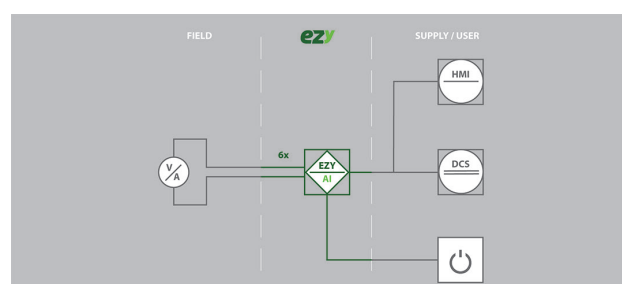 FIELD
ezy
SUPPLY / USER
HMI
6x
V/A
EZY
AI
DCS